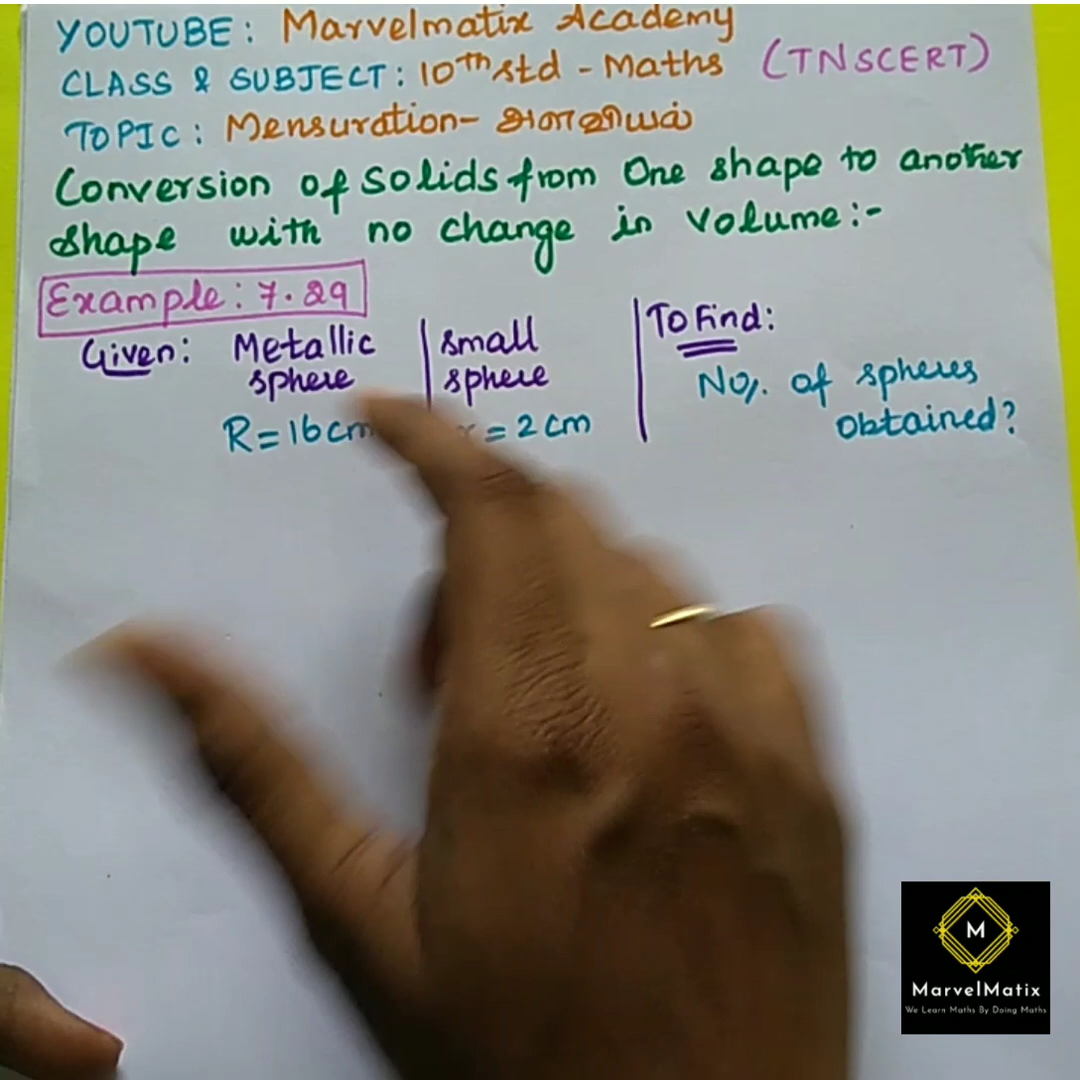 YOUTUBE: Marvelmatix Academy
CLASS & SUBJECT: 10th std - Maths (TNSCERT)
TOPIC: Mensuration- அளவியல்
Conversion of solids from One shape to another
shape with no change in volume:-
Example: 7.29
Given: Metallic sphere
R=16cm
small sphere
= 2 cm
To Find:
No/. of spheres
obtained?
M
MarvelMatix
We Learn Maths By Doing Maths